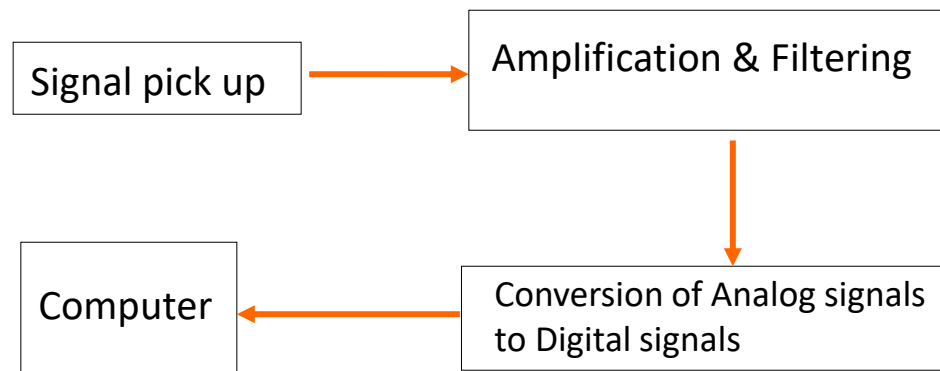 Signal pick up
Amplification & Filtering
Conversion of Analog signals
to Digital signals
Computer